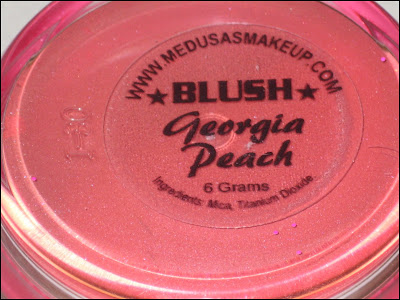 WWW.MEDUSASMAKEUP.COM
★BLUSH★
Georgia
Peach
6 Grams
Ingredients: Mica, Titanium Dioxide